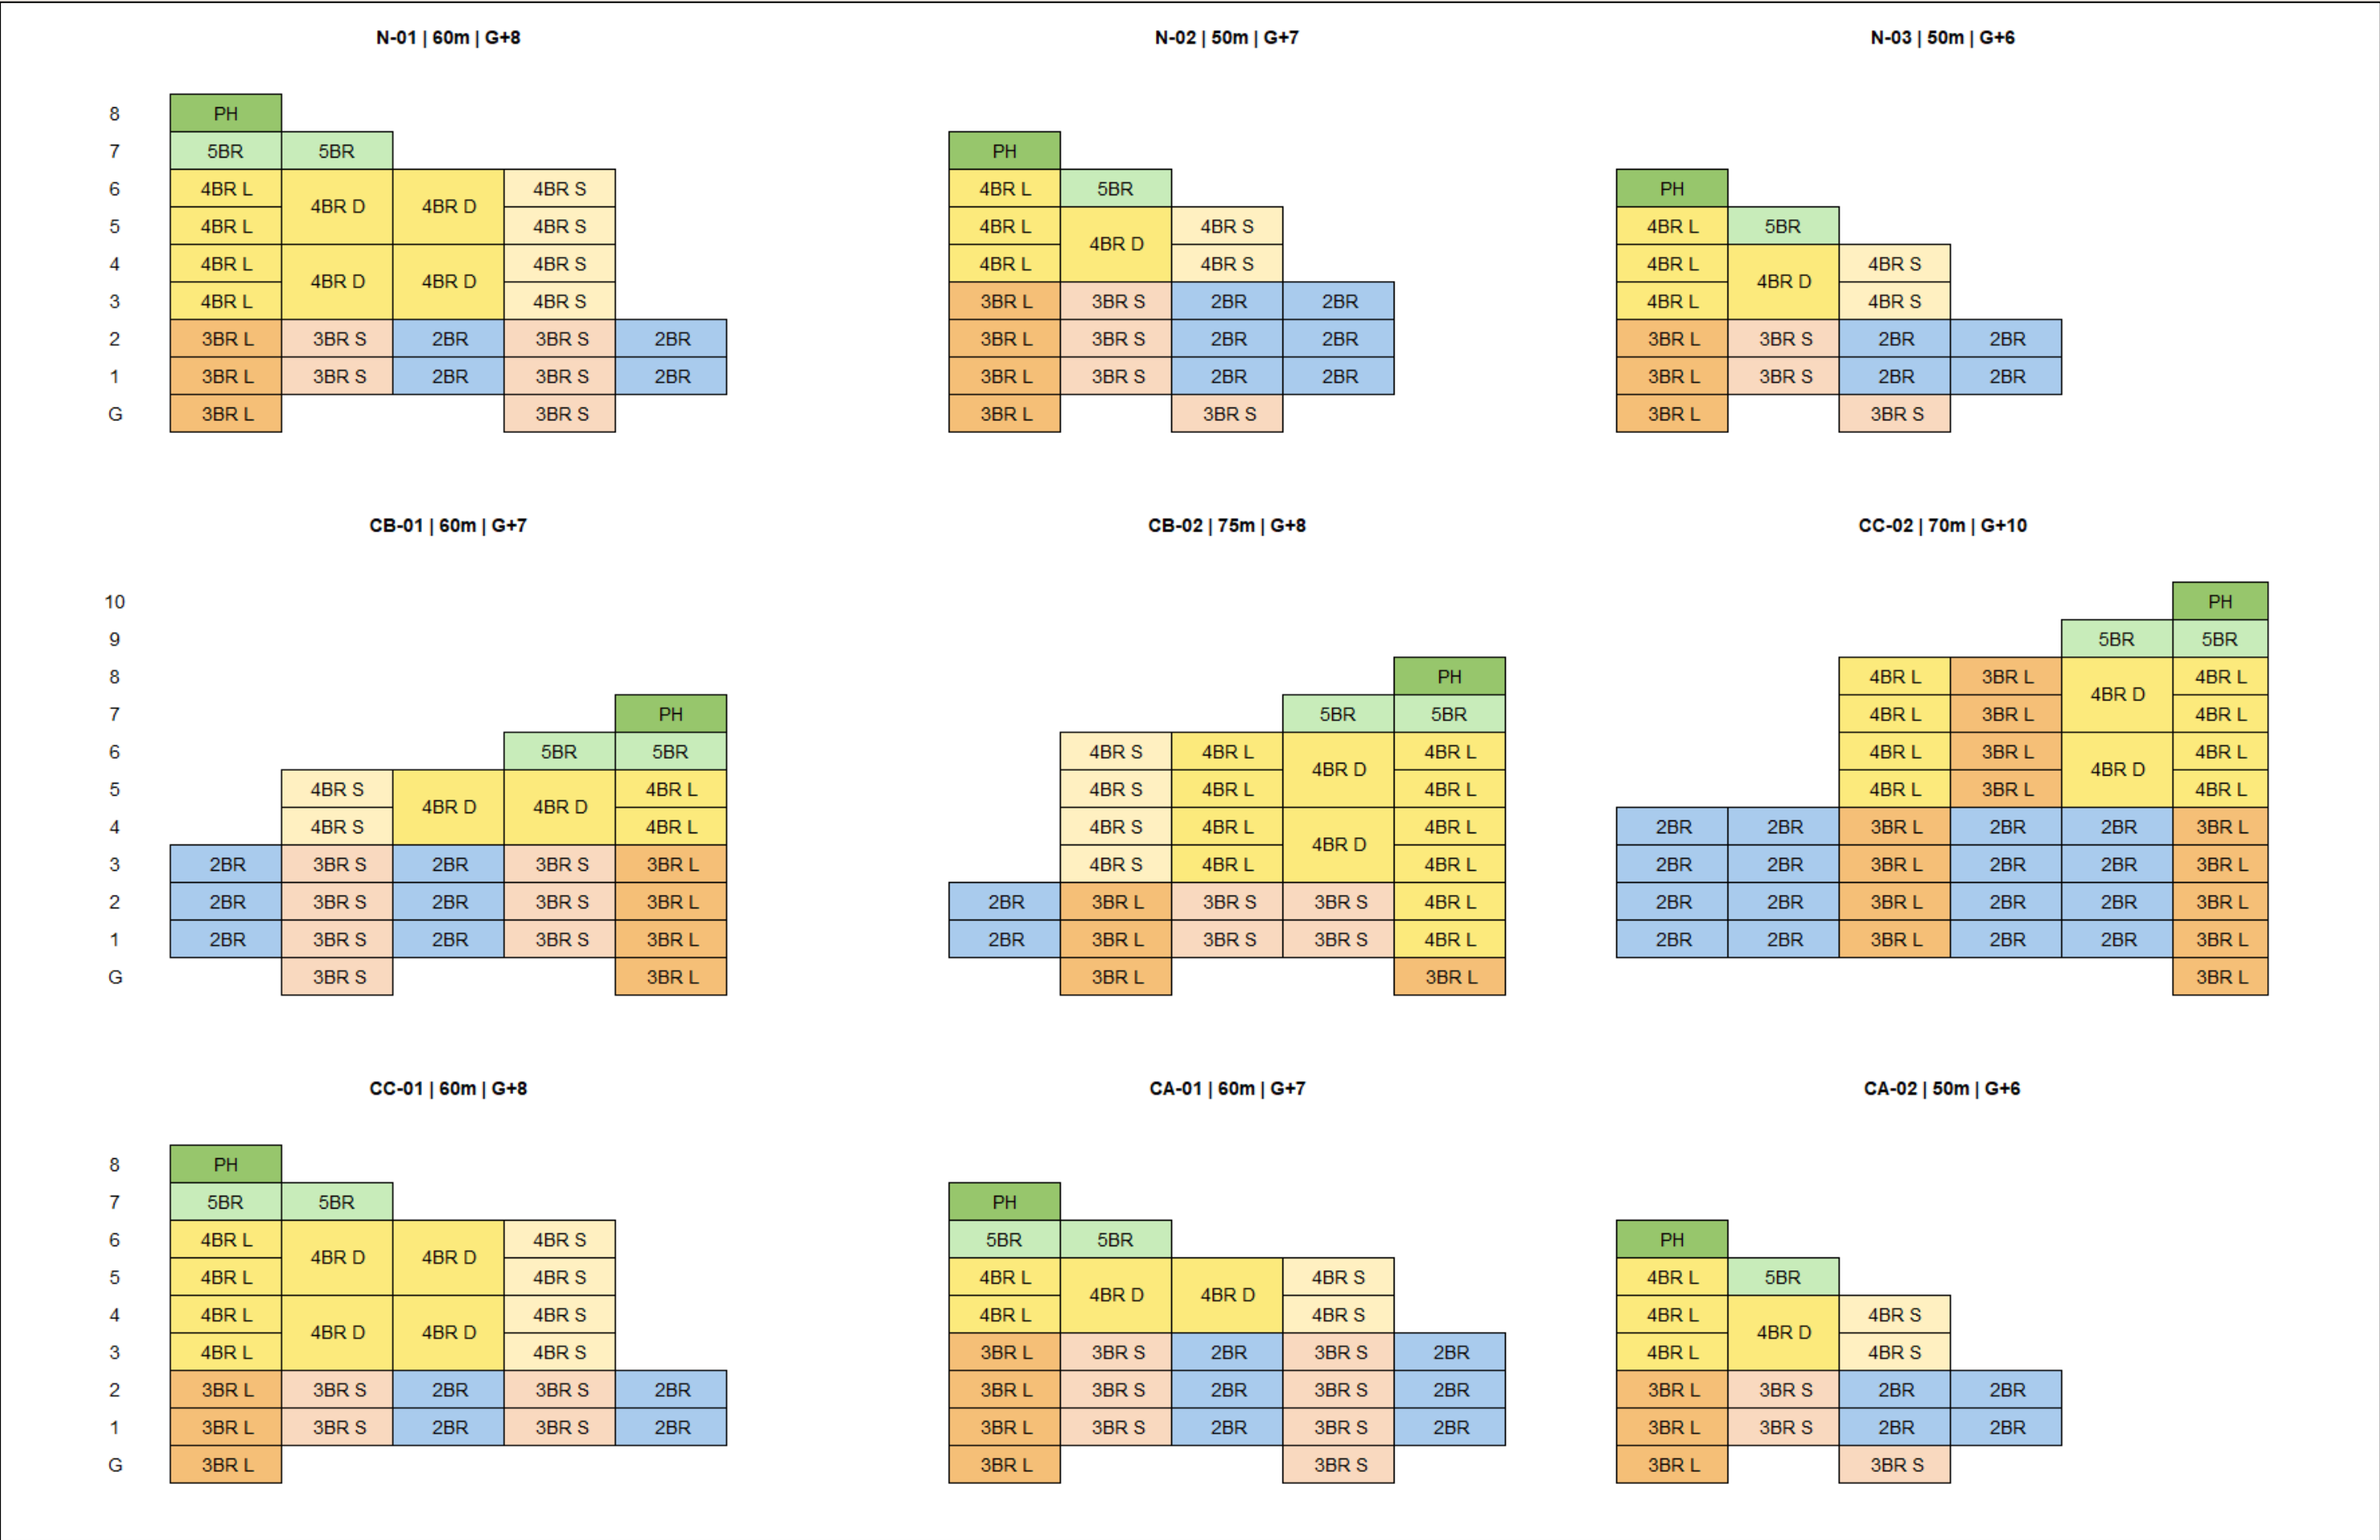 N-01 | 60m | G+8 N-02 | 50m | G+7 N-03 | 50m | G+6
8 PH
7 5BR 5BR PH
6 4BR L 4BR D 4BR D 4BR S 4BR L 5BR PH
5 4BR L 4BR S 4BR L 4BR D 4BR S 4BR L 5BR
4 4BR L 4BR D 4BR D 4BR S 4BR L 4BR S 4BR L 4BR D 4BR S
3 4BR L 4BR S 3BR L 3BR S 2BR 2BR 4BR L 4BR S
2 3BR L 3BR S 2BR 3BR S 2BR 3BR L 3BR S 2BR 2BR 3BR L 3BR S 2BR 2BR
1 3BR L 3BR S 2BR 3BR S 2BR 3BR L 3BR S 2BR 2BR 3BR L 3BR S 2BR 2BR
G 3BR L 3BR S 3BR L 3BR S 3BR L 3BR S
CB-01 | 60m | G+7 CB-02 | 75m | G+8 CC-02 | 70m | G+10
10 PH
9 5BR 5BR
8 PH 4BR L 3BR L 4BR D 4BR L
7 PH 5BR 5BR 4BR L 3BR L 4BR L
6 5BR 5BR 4BR S 4BR L 4BR D 4BR L 4BR L 3BR L 4BR D 4BR L
5 4BR S 4BR D 4BR D 4BR L 4BR S 4BR L 4BR L 4BR L 3BR L 4BR L
4 4BR S 4BR L 4BR S 4BR L 4BR D 4BR L 2BR 2BR 3BR L 2BR 2BR 3BR L
3 2BR 3BR S 2BR 3BR S 3BR L 4BR S 4BR L 4BR L 2BR 2BR 3BR L 2BR 2BR 3BR L
2 2BR 3BR S 2BR 3BR S 3BR L 2BR 3BR L 3BR S 3BR S 4BR L 2BR 2BR 3BR L 2BR 2BR 3BR L
1 2BR 3BR S 2BR 3BR S 3BR L 2BR 3BR L 3BR S 3BR S 4BR L 2BR 2BR 3BR L 2BR 2BR 3BR L
G 3BR S 3BR L 3BR L 3BR L 3BR L
CC-01 | 60m | G+8 CA-01 | 60m | G+7 CA-02 | 50m | G+6
8 PH
7 5BR 5BR PH
6 4BR L 4BR D 4BR D 4BR S 5BR 5BR PH
5 4BR L 4BR S 4BR L 4BR D 4BR D 4BR S 4BR L 5BR
4 4BR L 4BR D 4BR D 4BR S 4BR L 4BR S 4BR L 4BR D 4BR S
3 4BR L 4BR S 3BR L 3BR S 2BR 3BR S 2BR 4BR L 4BR S
2 3BR L 3BR S 2BR 3BR S 2BR 3BR L 3BR S 2BR 3BR S 2BR 3BR L 3BR S 2BR 2BR
1 3BR L 3BR S 2BR 3BR S 2BR 3BR L 3BR S 2BR 3BR S 2BR 3BR L 3BR S 2BR 2BR
G 3BR L 3BR L 3BR S 3BR L 3BR S